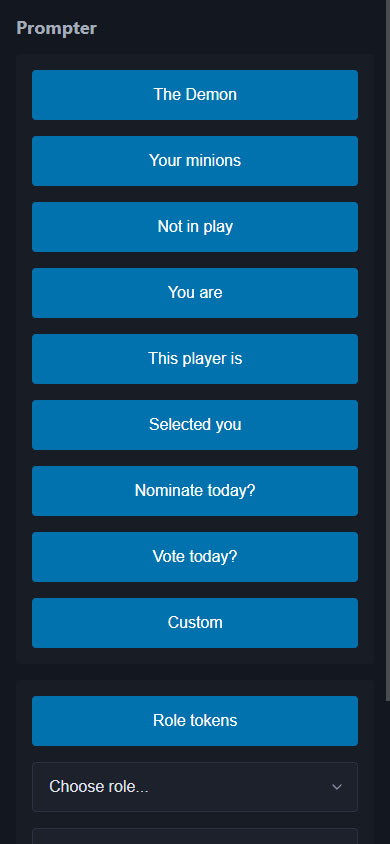 Prompter
The Demon
Your minions
Not in play
You are
This player is
Selected you
Nominate today?
Vote today?
Custom
Role tokens
Choose role...